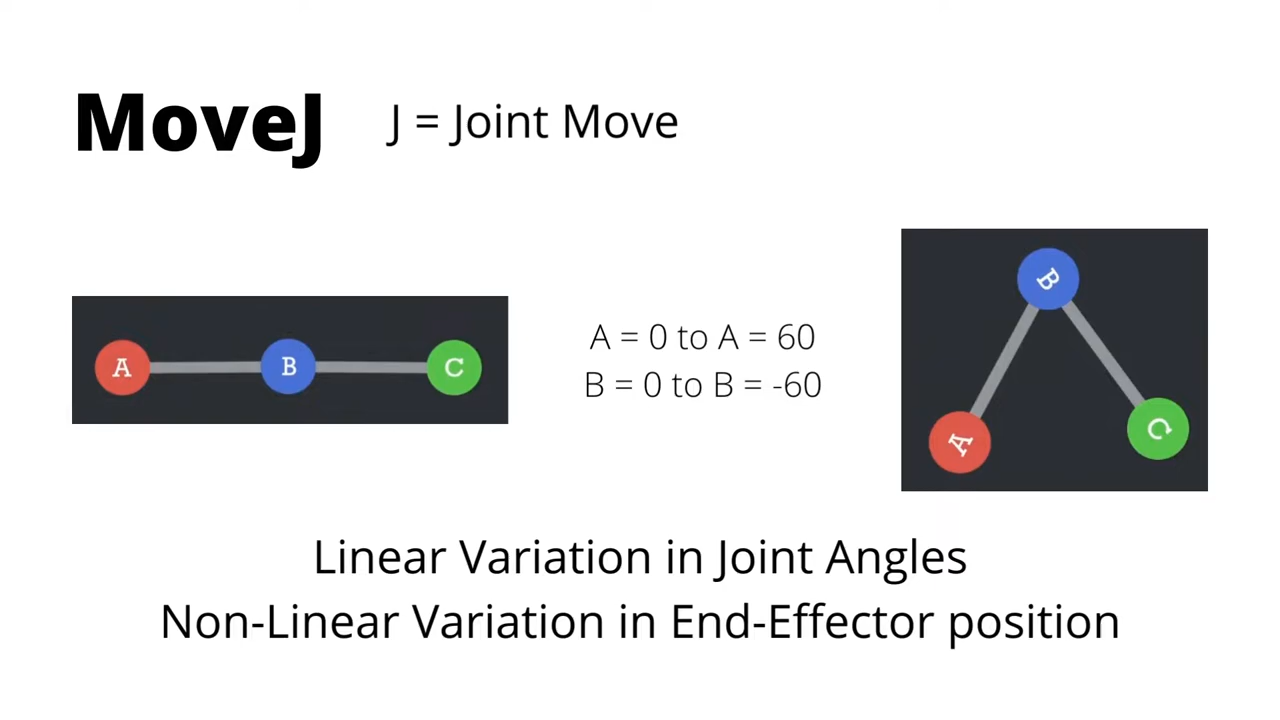 MoveJ J = Joint Move
A B C
A = 0 to A = 60
B = 0 to B = -60
B
A C
Linear Variation in Joint Angles
Non-Linear Variation in End-Effector position